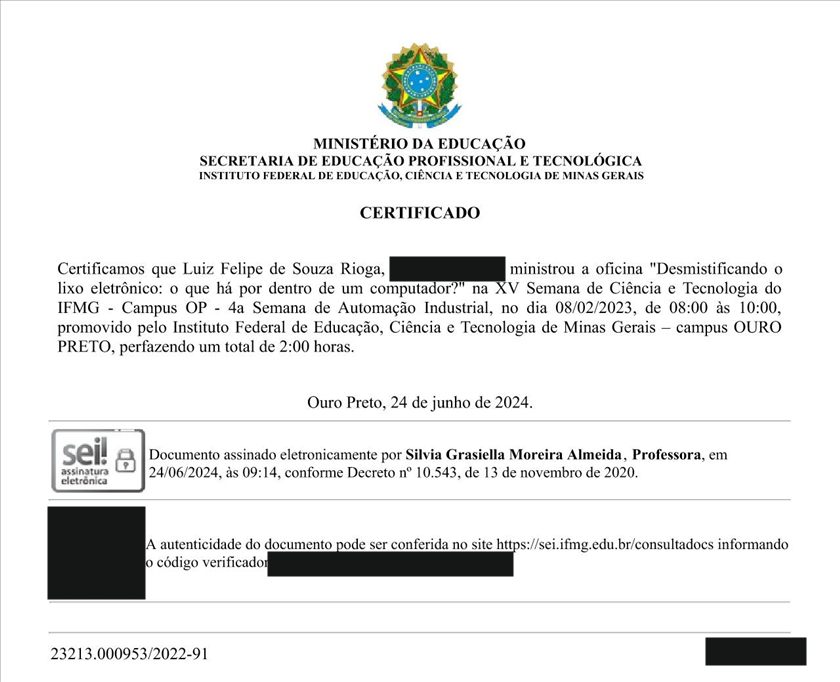 MINISTÉRIO DA EDUCAÇÃO
SECRETARIA DE EDUCAÇÃO PROFISSIONAL E TECNOLÓGICA
INSTITUTO FEDERAL DE EDUCAÇÃO, CIÊNCIA E TECNOLOGIA DE MINAS GERAIS
CERTIFICADO
Certificamos que Luiz Felipe de Souza Rioga, ministrou a oficina "Desmistificando o
lixo eletrônico: o que há por dentro de um computador?" na XV Semana de Ciência e Tecnologia do
IFMG - Campus OP - 4a Semana de Automação Industrial, no dia 08/02/2023, de 08:00 às 10:00,
promovido pelo Instituto Federal de Educação, Ciência e Tecnologia de Minas Gerais – campus OURO
PRETO, perfazendo um total de 2:00 horas.
Ouro Preto, 24 de junho de 2024.
sei!
assinatura
eletrônica
Documento assinado eletronicamente por Silvia Grasiella Moreira Almeida, Professora, em
24/06/2024, às 09:14, conforme Decreto nº 10.543, de 13 de novembro de 2020.
A autenticidade do documento pode ser conferida no site https://sei.ifmg.edu.br/consultadocs informando
o código verificador
23213.000953/2022-91